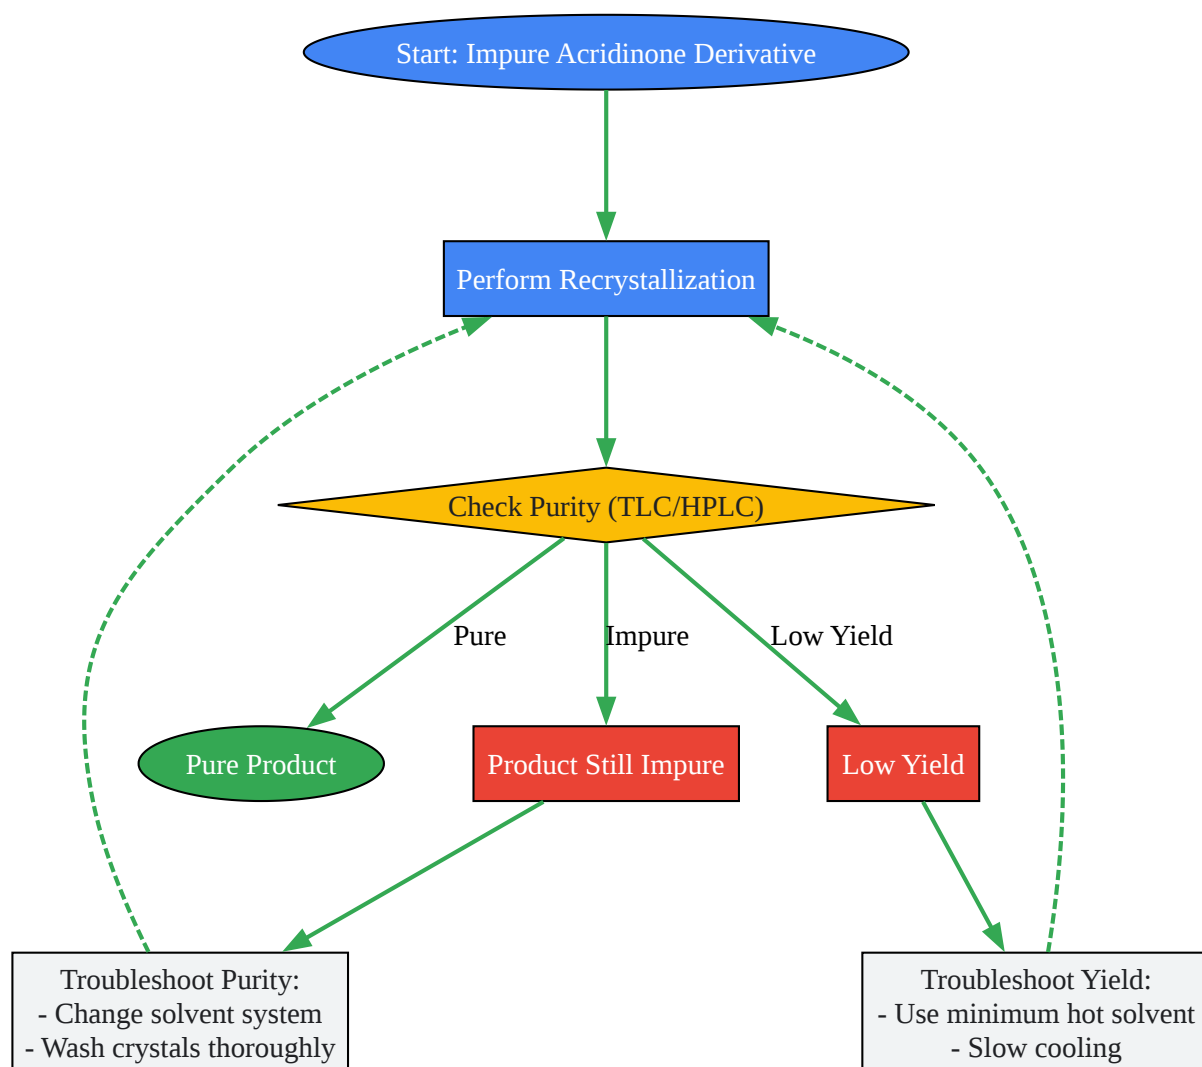 Start: Impure Acridinone Derivative
Perform Recrystallization
Check Purity (TLC/HPLC)
Pure
Impure
Low Yield
Pure Product
Product Still Impure
Low Yield
Troubleshoot Purity:
- Change solvent system
- Wash crystals thoroughly
Troubleshoot Yield:
- Use minimum hot solvent
- Slow cooling